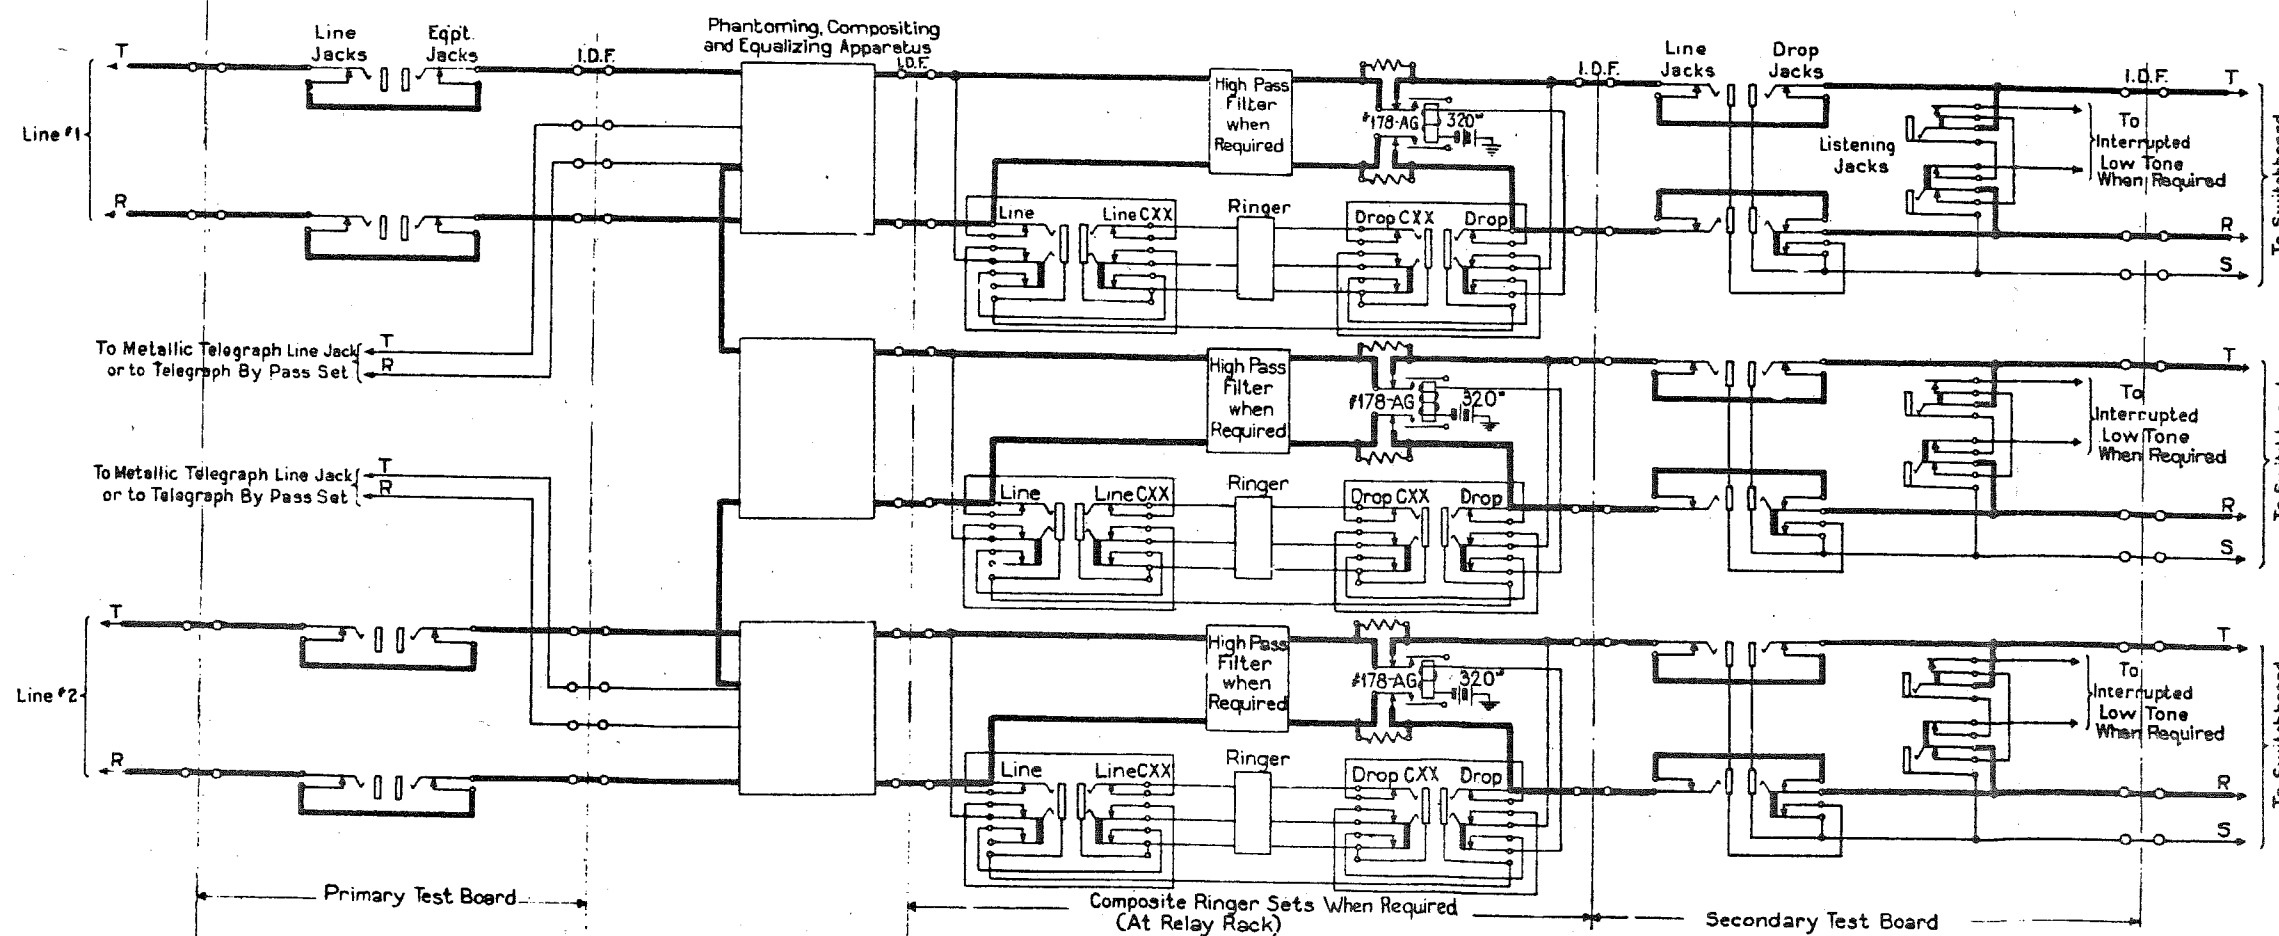 Phantoming, Compositing
and Equalizing Apparatus
Line
Jacks
Eqpt.
Jacks
I.D.F.
I.D.F.
I.D.F.
Line
Jacks
Drop
Jacks
I.D.F.
T
T
Line #1
R
High Pass
Filter
when
Required
#178-AG
320ω
Listening
Jacks
To
Interrupted
Low Tone
When Required
R
S
Line
Line CXX
Ringer
Drop CXX
Drop
To Metallic Telegraph Line Jack
or to Telegraph By Pass Set
T
R
High Pass
Filter
when
Required
#178-AG
320ω
To
Interrupted
Low Tone
When Required
T
R
S
To Metallic Telegraph Line Jack
or to Telegraph By Pass Set
T
R
Line
Line CXX
Ringer
Drop CXX
Drop
T
Line #2
R
High Pass
Filter
when
Required
#178-AG
320ω
To
Interrupted
Low Tone
When Required
T
R
S
Line
Line CXX
Ringer
Drop CXX
Drop
Primary Test Board
Composite Ringer Sets When Required
(At Relay Rack)
Secondary Test Board